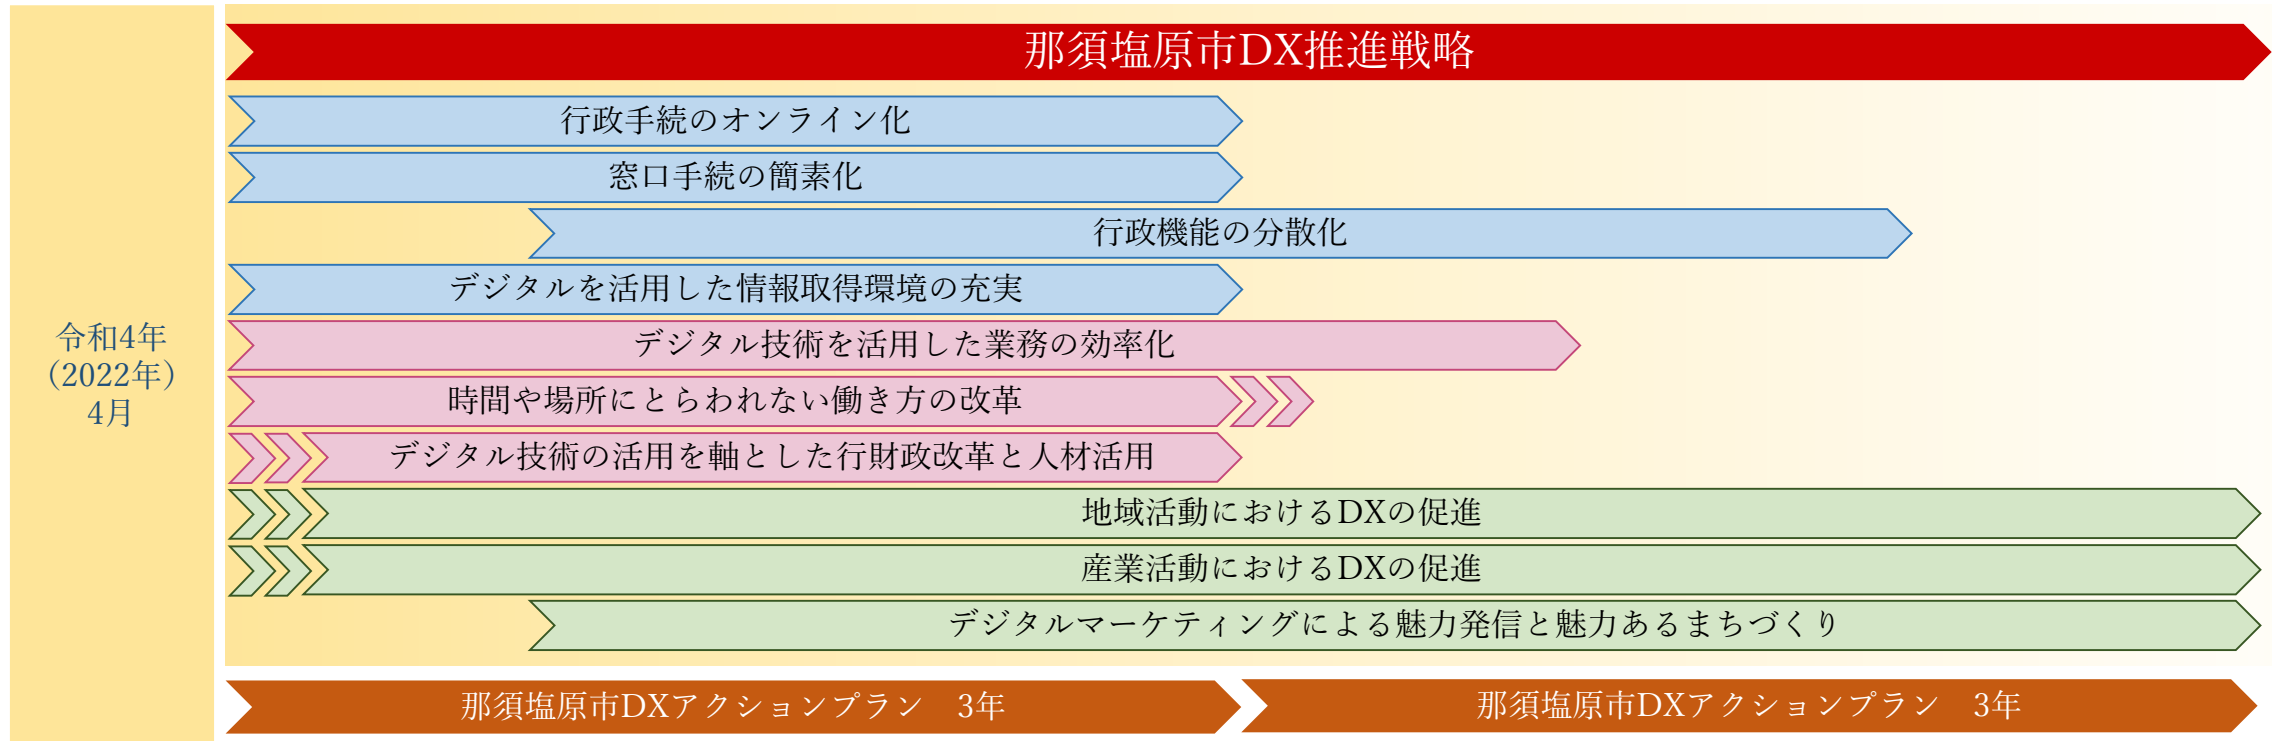 那須塩原市DX推進戦略
行政手続のオンライン化
窓口手続の簡素化
行政機能の分散化
デジタルを活用した情報取得環境の充実
令和4年
（2022年）
4月
デジタル技術を活用した業務の効率化
時間や場所にとらわれない働き方の改革
デジタル技術の活用を軸とした行財政改革と人材活用
地域活動におけるDXの促進
産業活動におけるDXの促進
デジタルマーケティングによる魅力発信と魅力あるまちづくり
那須塩原市DXアクションプラン　3年
那須塩原市DXアクションプラン　3年